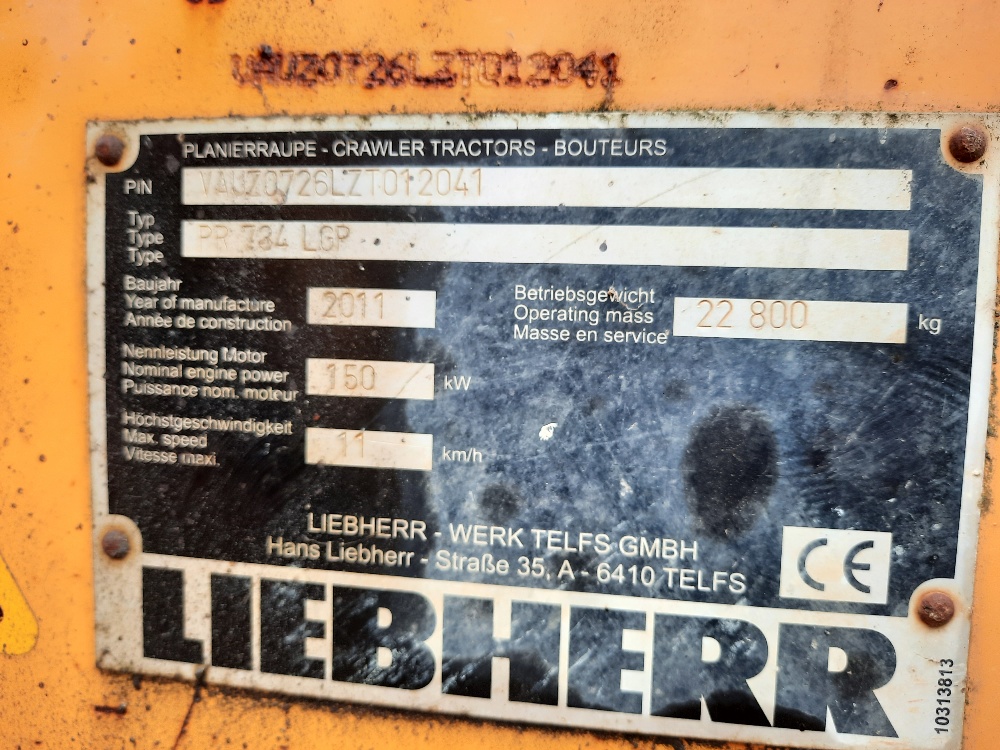 VAUZ0726LZT012041
PLANIERRAUPE - CRAWLER TRACTORS - BOUTEURS
PIN VAUZ0726LZT012041
Typ
Type
Type
PR 734 LGP
Baujahr
Year of manufacture
Année de construction
2011
Betriebsgewicht
Operating mass
Masse en service
22 800 kg
Nennleistung Motor
Nominal engine power
Puissance nom. moteur
150 kW
Höchstgeschwindigkeit
Max. speed
Vitesse maxi.
11 km/h
LIEBHERR - WERK TELFS GMBH
Hans Liebherr - Straße 35, A - 6410 TELFS
CE
LIEBHERR
10313813